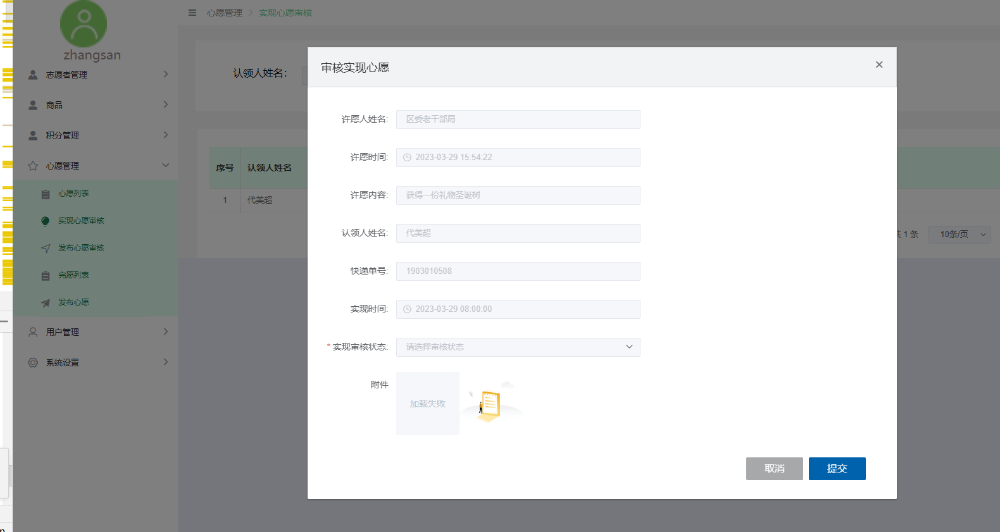 zhangsan
志愿者管理
商品
积分管理
心愿管理
心愿列表
实现心愿审核
发布心愿审核
完愿列表
发布心愿
用户管理
系统设置
心愿管理 > 实现心愿审核
认领人姓名:
序号 认领人姓名
1 代美超
共 1 条 10条/页
审核实现心愿
许愿人姓名: 区委老干部局
许愿时间: 2023-03-29 15:54:22
许愿内容: 获得一份礼物圣诞树
认领人姓名: 代美超
快递单号: 1903010508
实现时间: 2023-03-29 08:00:00
* 实现审核状态: 请选择审核状态
附件 加载失败
取消 提交